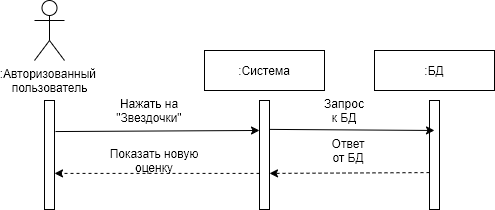 :Авторизованный
пользователь
:Система
:БД
Нажать на
"Звездочки"
Запрос
к БД
Показать новую
оценку
Ответ
от БД